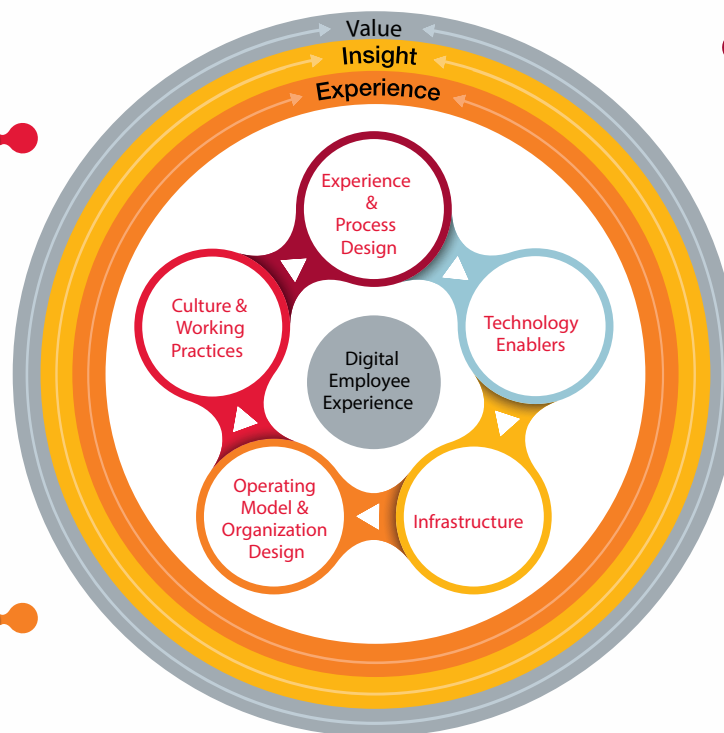 Value
Insight
Experience
Experience
&
Process
Design
Culture &
Working
Practices
Technology
Enablers
Digital
Employee
Experience
Operating
Model &
Organization
Design
Infrastructure